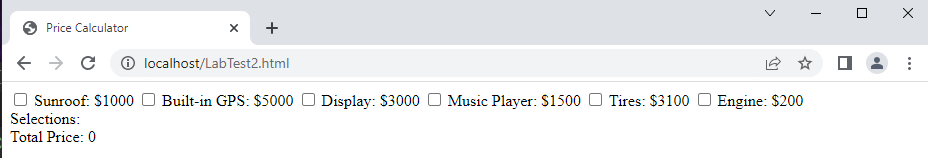 Price Calculator
localhost/LabTest2.html
Sunroof: $1000 Built-in GPS: $5000 Display: $3000 Music Player: $1500 Tires: $3100 Engine: $200
Selections:
Total Price: 0